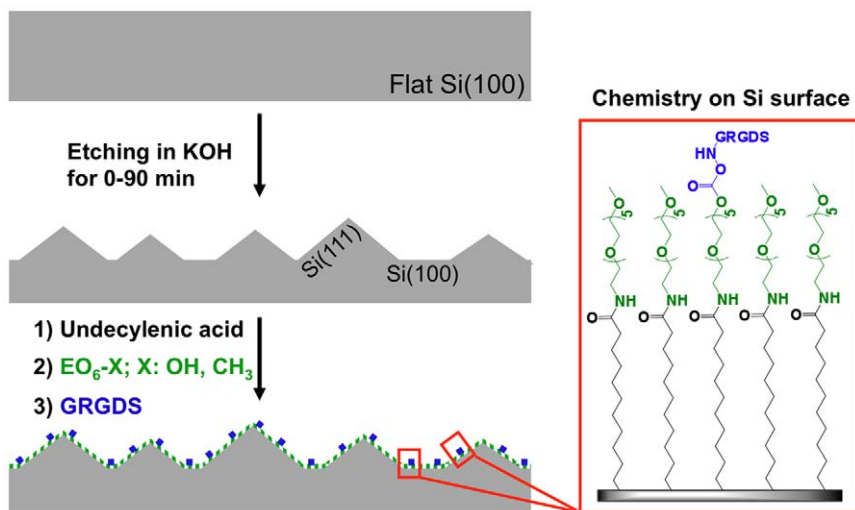 Flat Si(100)
Etching in KOH
for 0-90 min
Si(111)
Si(100)
1) Undecylenic acid
2) EO6-X; X: OH, CH3
3) GRGDS
Chemistry on Si surface
GRGDS
HN
O
O
O O O O O
5 5 5 5 5
O O O O O
NH NH NH NH NH
O O O O O